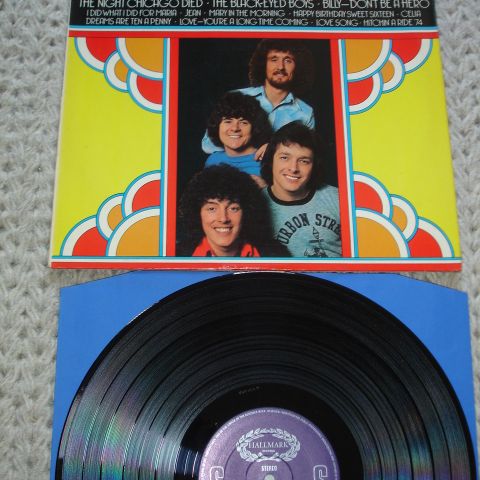 THE NIGHT CHICAGO DIED • THE BLACK-EYED BOYS • BILLY-DON'T BE A HERO
I DID WHAT I DID FOR MARIA • JEAN • MARY IN THE MORNING • HAPPY BIRTHDAY SWEET SIXTEEN • CELIA
DREAMS ARE TEN A PENNY • LOVE-YOU'RE A LONG TIME COMING • LOVE SONG • HITCHIN A RIDE '74
URBON STRE
HALLMARK
STEREO